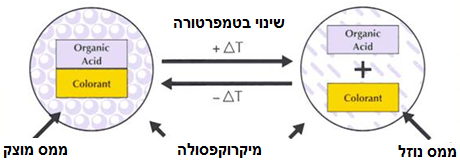 שינוי בטמפרטורה
+ ΔT
− ΔT
Organic
Acid
Colorant
Organic
Acid
+
Colorant
ממס מוצק
מיקרוקפסולה
ממס נוזל